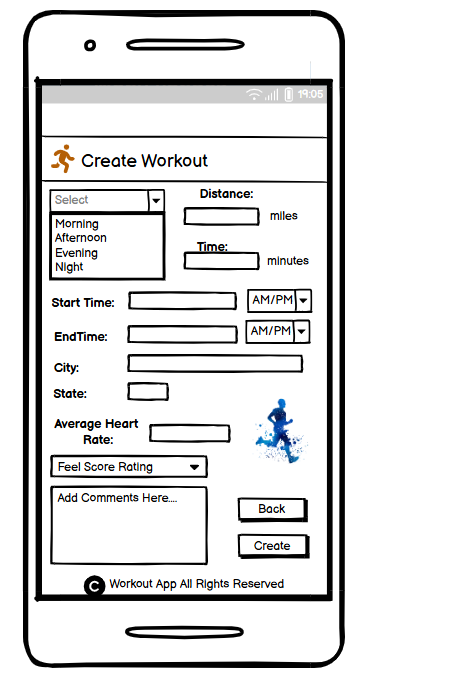 19:05
Create Workout
Select
Morning
Afternoon
Evening
Night
Distance:
miles
Time:
minutes
Start Time:
AM/PM
EndTime:
AM/PM
City:
State:
Average Heart
Rate:
Feel Score Rating
Add Comments Here....
Back
Create
C Workout App All Rights Reserved